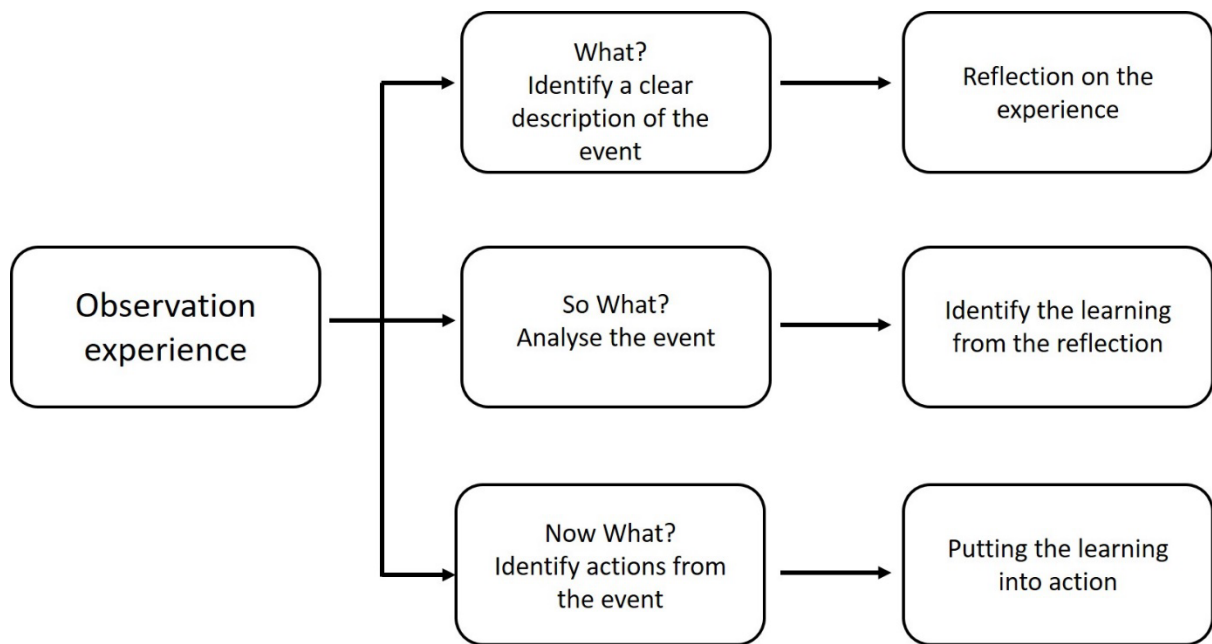 Observation
experience
What?
Identify a clear
description of the
event
Reflection on the
experience
So What?
Analyse the event
Identify the learning
from the reflection
Now What?
Identify actions from
the event
Putting the learning
into action